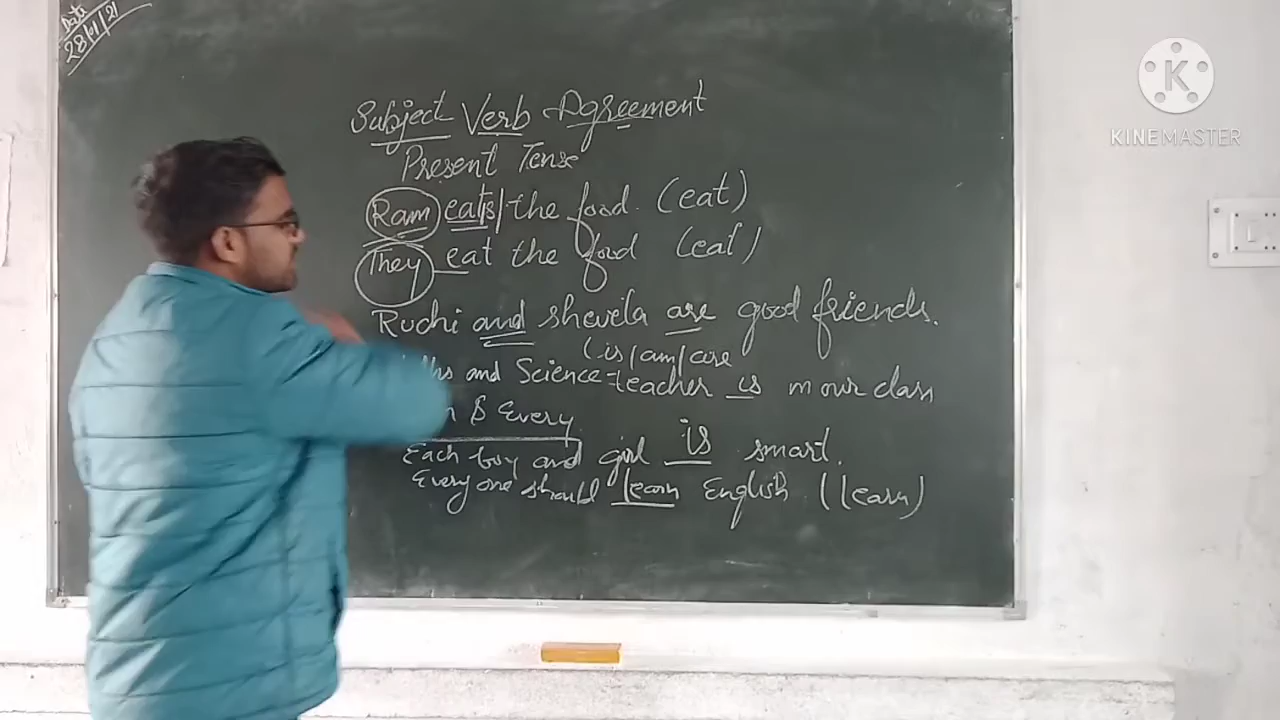 Date
28/01/21
Subject Verb Agreement
Present Tense
Ram eats the food. (eat)
They eat the food (eat)
Ruchi and sheela are good friends.
(is/am/are
and Science teacher is in our class
& Every
Each boy and girl is smart.
Every one should learn English (learn)
KINEMASTER